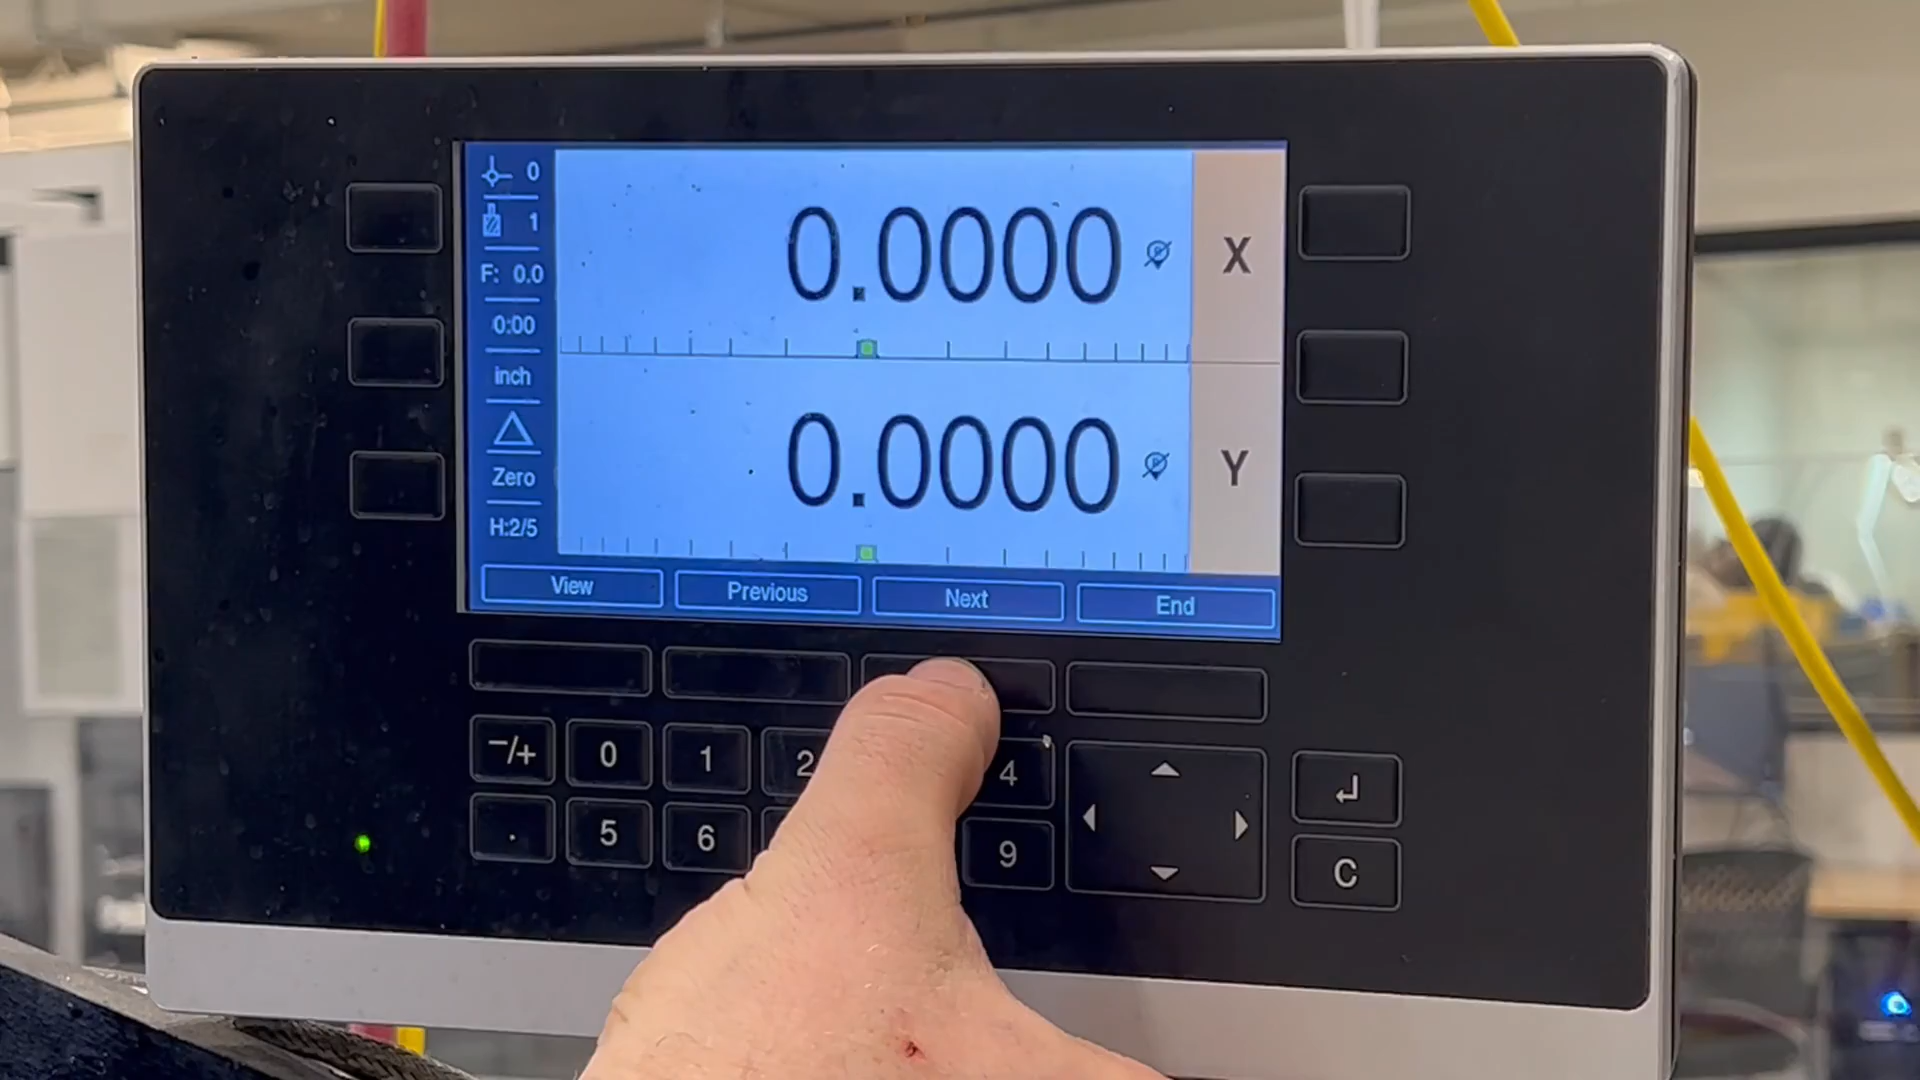 0
1
F: 0.0
0:00
inch
Zero
H:2/5
0.0000 X
0.0000 Y
View Previous Next End
-/+ 0 1 2 4
. 5 6 9
C